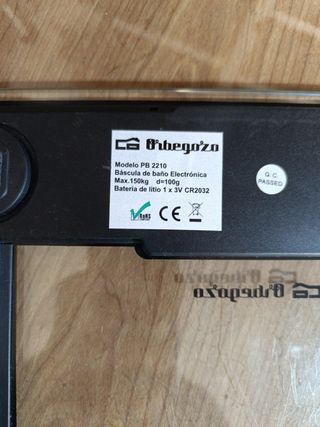 Orbegozo
Modelo PB 2210
Báscula de baño Electrónica
Max.150kg d=100g
Batería de litio 1 x 3V CR2032
RoHS
CE
Q.C.
PASSED
Orbegozo